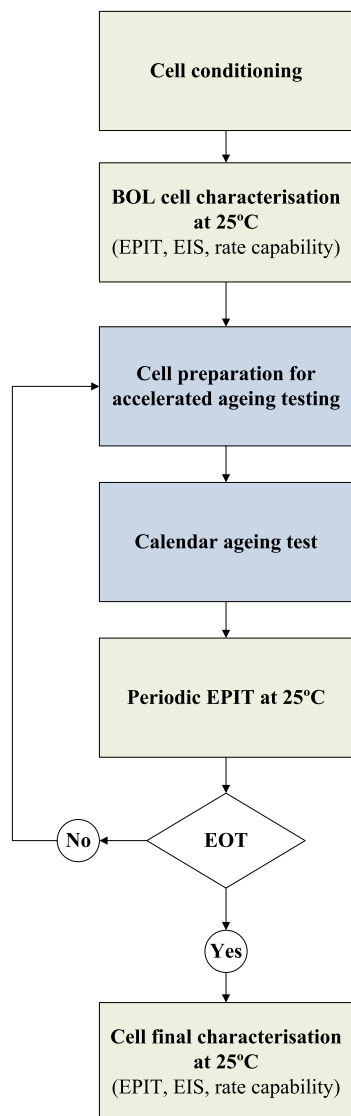 Cell conditioning
BOL cell characterisation
at 25ºC
(EPIT, EIS, rate capability)
Cell preparation for
accelerated ageing testing
Calendar ageing test
Periodic EPIT at 25ºC
No
EOT
Yes
Cell final characterisation
at 25ºC
(EPIT, EIS, rate capability)